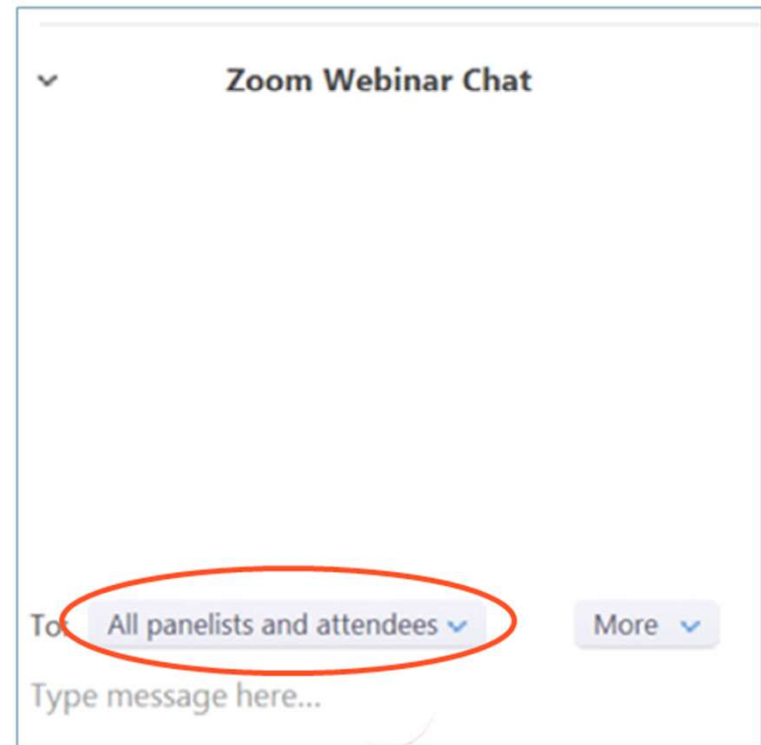 Zoom Webinar Chat
To: All panelists and attendees More
Type message here...